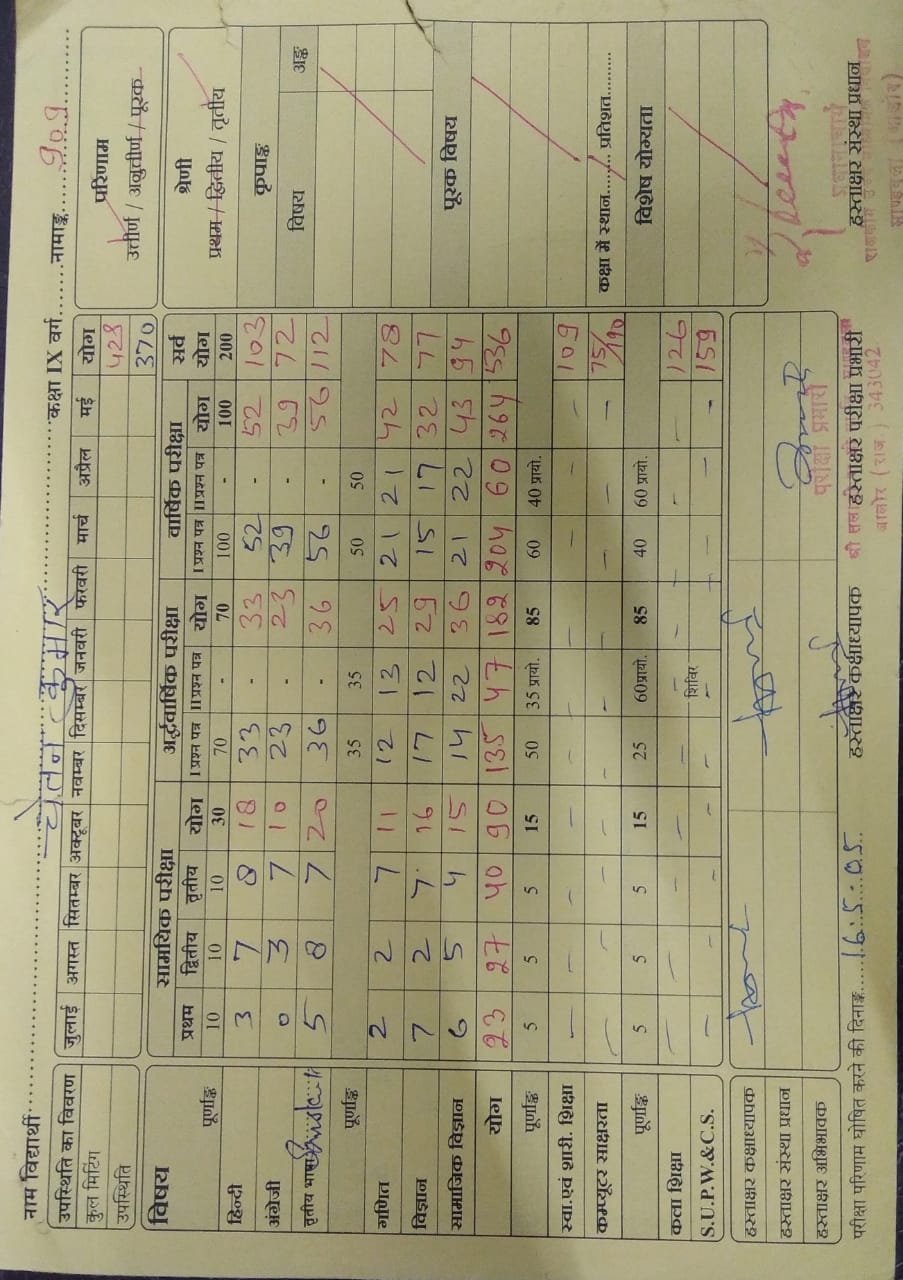 नाम विद्यार्थी चेतन कुमार कक्षा IX वर्ग नामाङ्क 909
उपस्थिति का विवरण जुलाई अगस्त सितम्बर अक्टूबर नवम्बर दिसम्बर जनवरी फरवरी मार्च अप्रैल मई योग
कुल मिटिंग 428
उपस्थिति 370
विषय सामयिक परीक्षा अर्द्धवार्षिक परीक्षा वार्षिक परीक्षा सर्व योग
प्रथम द्वितीय तृतीय योग I प्रश्न पत्र II प्रश्न पत्र योग I प्रश्न पत्र II प्रश्न पत्र योग
पूर्णाङ्क 10 10 10 30 70 - 70 100 - 100 200
हिन्दी 3 7 8 18 33 - 33 52 - 52 103
अंग्रेजी 0 3 7 10 23 - 23 39 - 39 72
तृतीय भाषा 5 8 7 20 36 - 36 56 - 56 112
पूर्णाङ्क 35 35 50 50
गणित 2 2 7 11 12 13 25 21 21 42 78
विज्ञान 7 2 7 16 17 12 29 15 17 32 77
सामाजिक विज्ञान 6 5 4 15 14 22 36 21 22 43 94
योग 23 27 40 90 135 47 182 204 60 264 536
पूर्णाङ्क 5 5 5 15 50 35 प्रायो. 85 60 40 प्रायो.
स्वा.एवं शारी. शिक्षा 109
कम्प्यूटर साक्षरता 75/190
पूर्णाङ्क 5 5 5 15 25 60प्रायो. 85 40 60 प्रायो.
कला शिक्षा 126
शिविर
S.U.P.W.&C.S. 159
हस्ताक्षर कक्षाध्यापक
हस्ताक्षर संस्था प्रधान
हस्ताक्षर अभिभावक
परीक्षा परिणाम घोषित करने की दिनाङ्क 16.5.05 हस्ताक्षर कक्षाध्यापक हस्ताक्षर परीक्षा प्रभारी हस्ताक्षर संस्था प्रधान
परीक्षा प्रभारी
जालोर (राज.) 343042
परिणाम
उत्तीर्ण / अनुत्तीर्ण / पूरक
श्रेणी
प्रथम / द्वितीय / तृतीय
कृपाङ्क
विषय अङ्क
पूरक विषय
कक्षा में स्थान प्रतिशत
विशेष योग्यता
प्रधानाचार्य